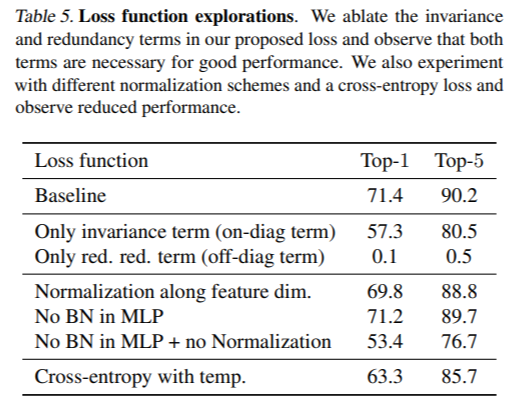 Table 5. Loss function explorations. We ablate the invariance
and redundancy terms in our proposed loss and observe that both
terms are necessary for good performance. We also experiment
with different normalization schemes and a cross-entropy loss and
observe reduced performance.
Loss function Top-1 Top-5
Baseline 71.4 90.2
Only invariance term (on-diag term) 57.3 80.5
Only red. red. term (off-diag term) 0.1 0.5
Normalization along feature dim. 69.8 88.8
No BN in MLP 71.2 89.7
No BN in MLP + no Normalization 53.4 76.7
Cross-entropy with temp. 63.3 85.7